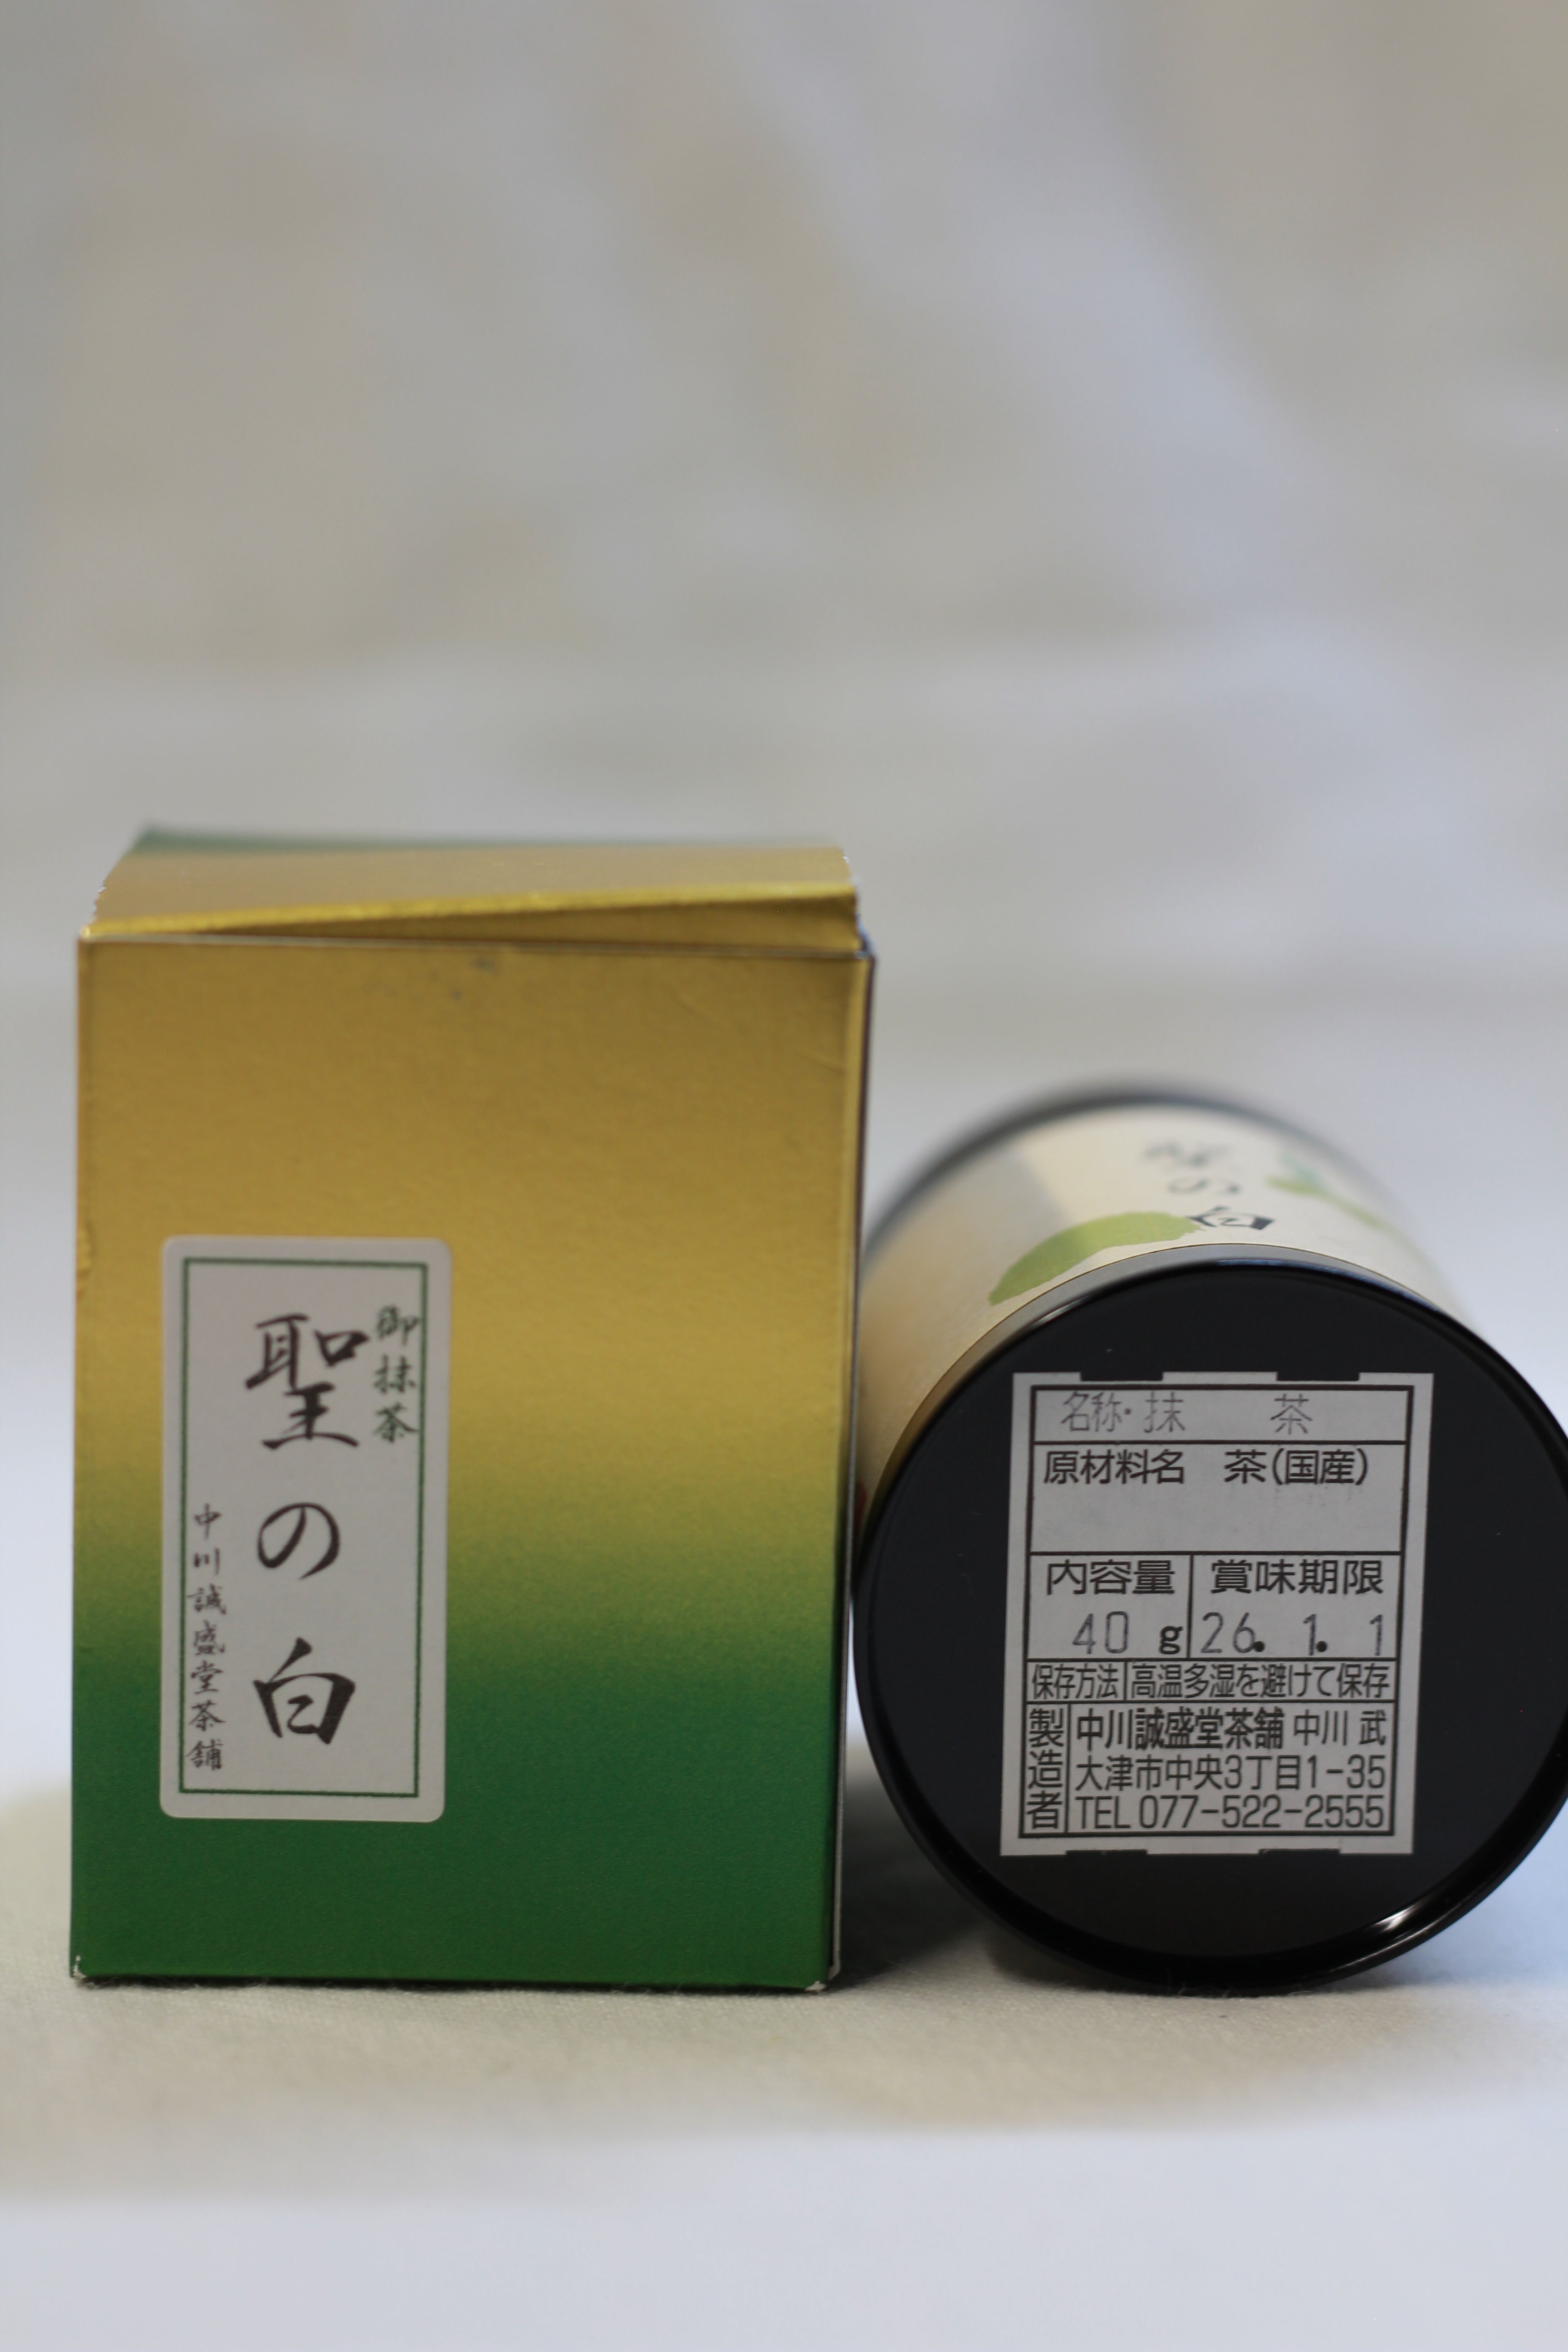 御抹茶
聖の白
中川誠盛堂茶舗
聖の白
名称・抹 茶
原材料名 茶(国産)
内容量
40 g
賞味期限
26. 1. 1
保存方法 高温多湿を避けて保存
製造者
中川誠盛堂茶舗 中川 武
大津市中央3丁目1-35
TEL 077-522-2555